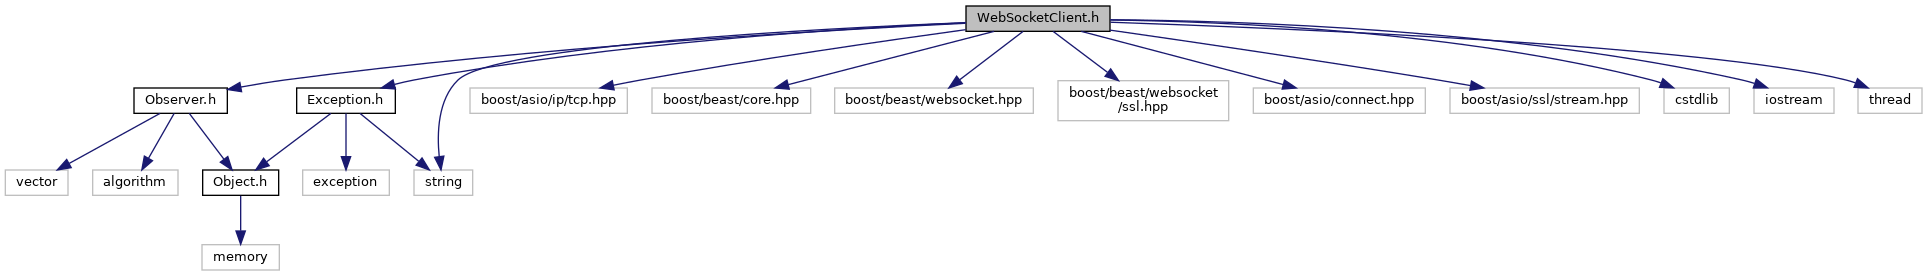 WebSocketClient.h
Observer.h
Exception.h
boost/asio/ip/tcp.hpp
boost/beast/core.hpp
boost/beast/websocket.hpp
boost/beast/websocket
/ssl.hpp
boost/asio/connect.hpp
boost/asio/ssl/stream.hpp
cstdlib
iostream
thread
vector
algorithm
Object.h
exception
string
memory